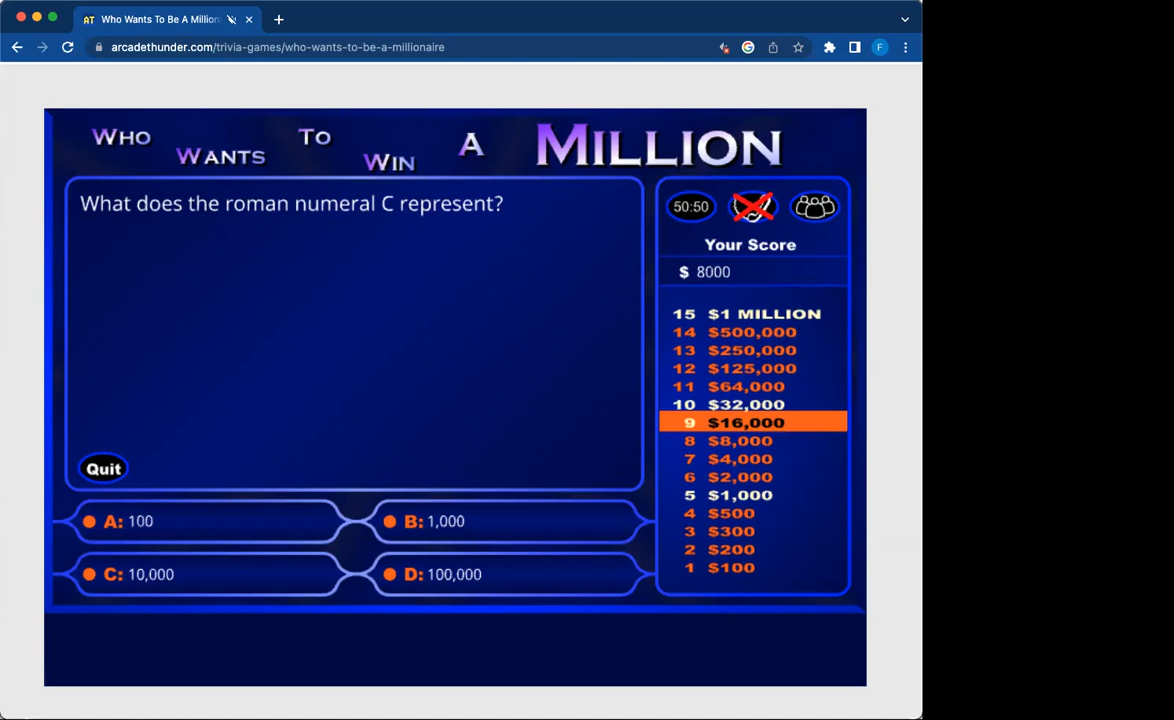 Who Wants To Be A Million
arcadethunder.com/trivia-games/who-wants-to-be-a-millionaire
F
WHO WANTS TO WIN A MILLION
What does the roman numeral C represent?
Quit
A: 100
B: 1,000
C: 10,000
D: 100,000
50:50
Your Score
$ 8000
15 $1 MILLION
14 $500,000
13 $250,000
12 $125,000
11 $64,000
10 $32,000
9 $16,000
8 $8,000
7 $4,000
6 $2,000
5 $1,000
4 $500
3 $300
2 $200
1 $100